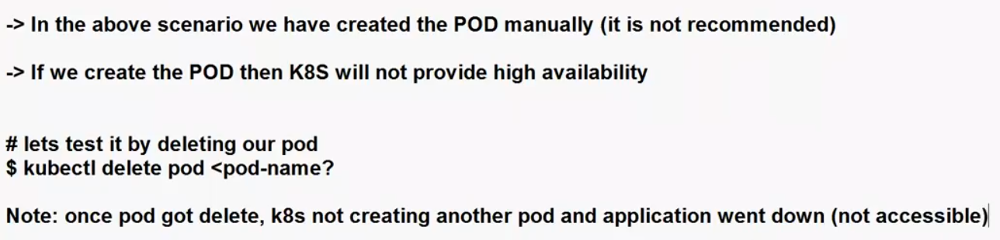 -> In the above scenario we have created the POD manually (it is not recommended)
-> If we create the POD then K8S will not provide high availability
# lets test it by deleting our pod
$ kubectl delete pod <pod-name?
Note: once pod got delete, k8s not creating another pod and application went down (not accessible)